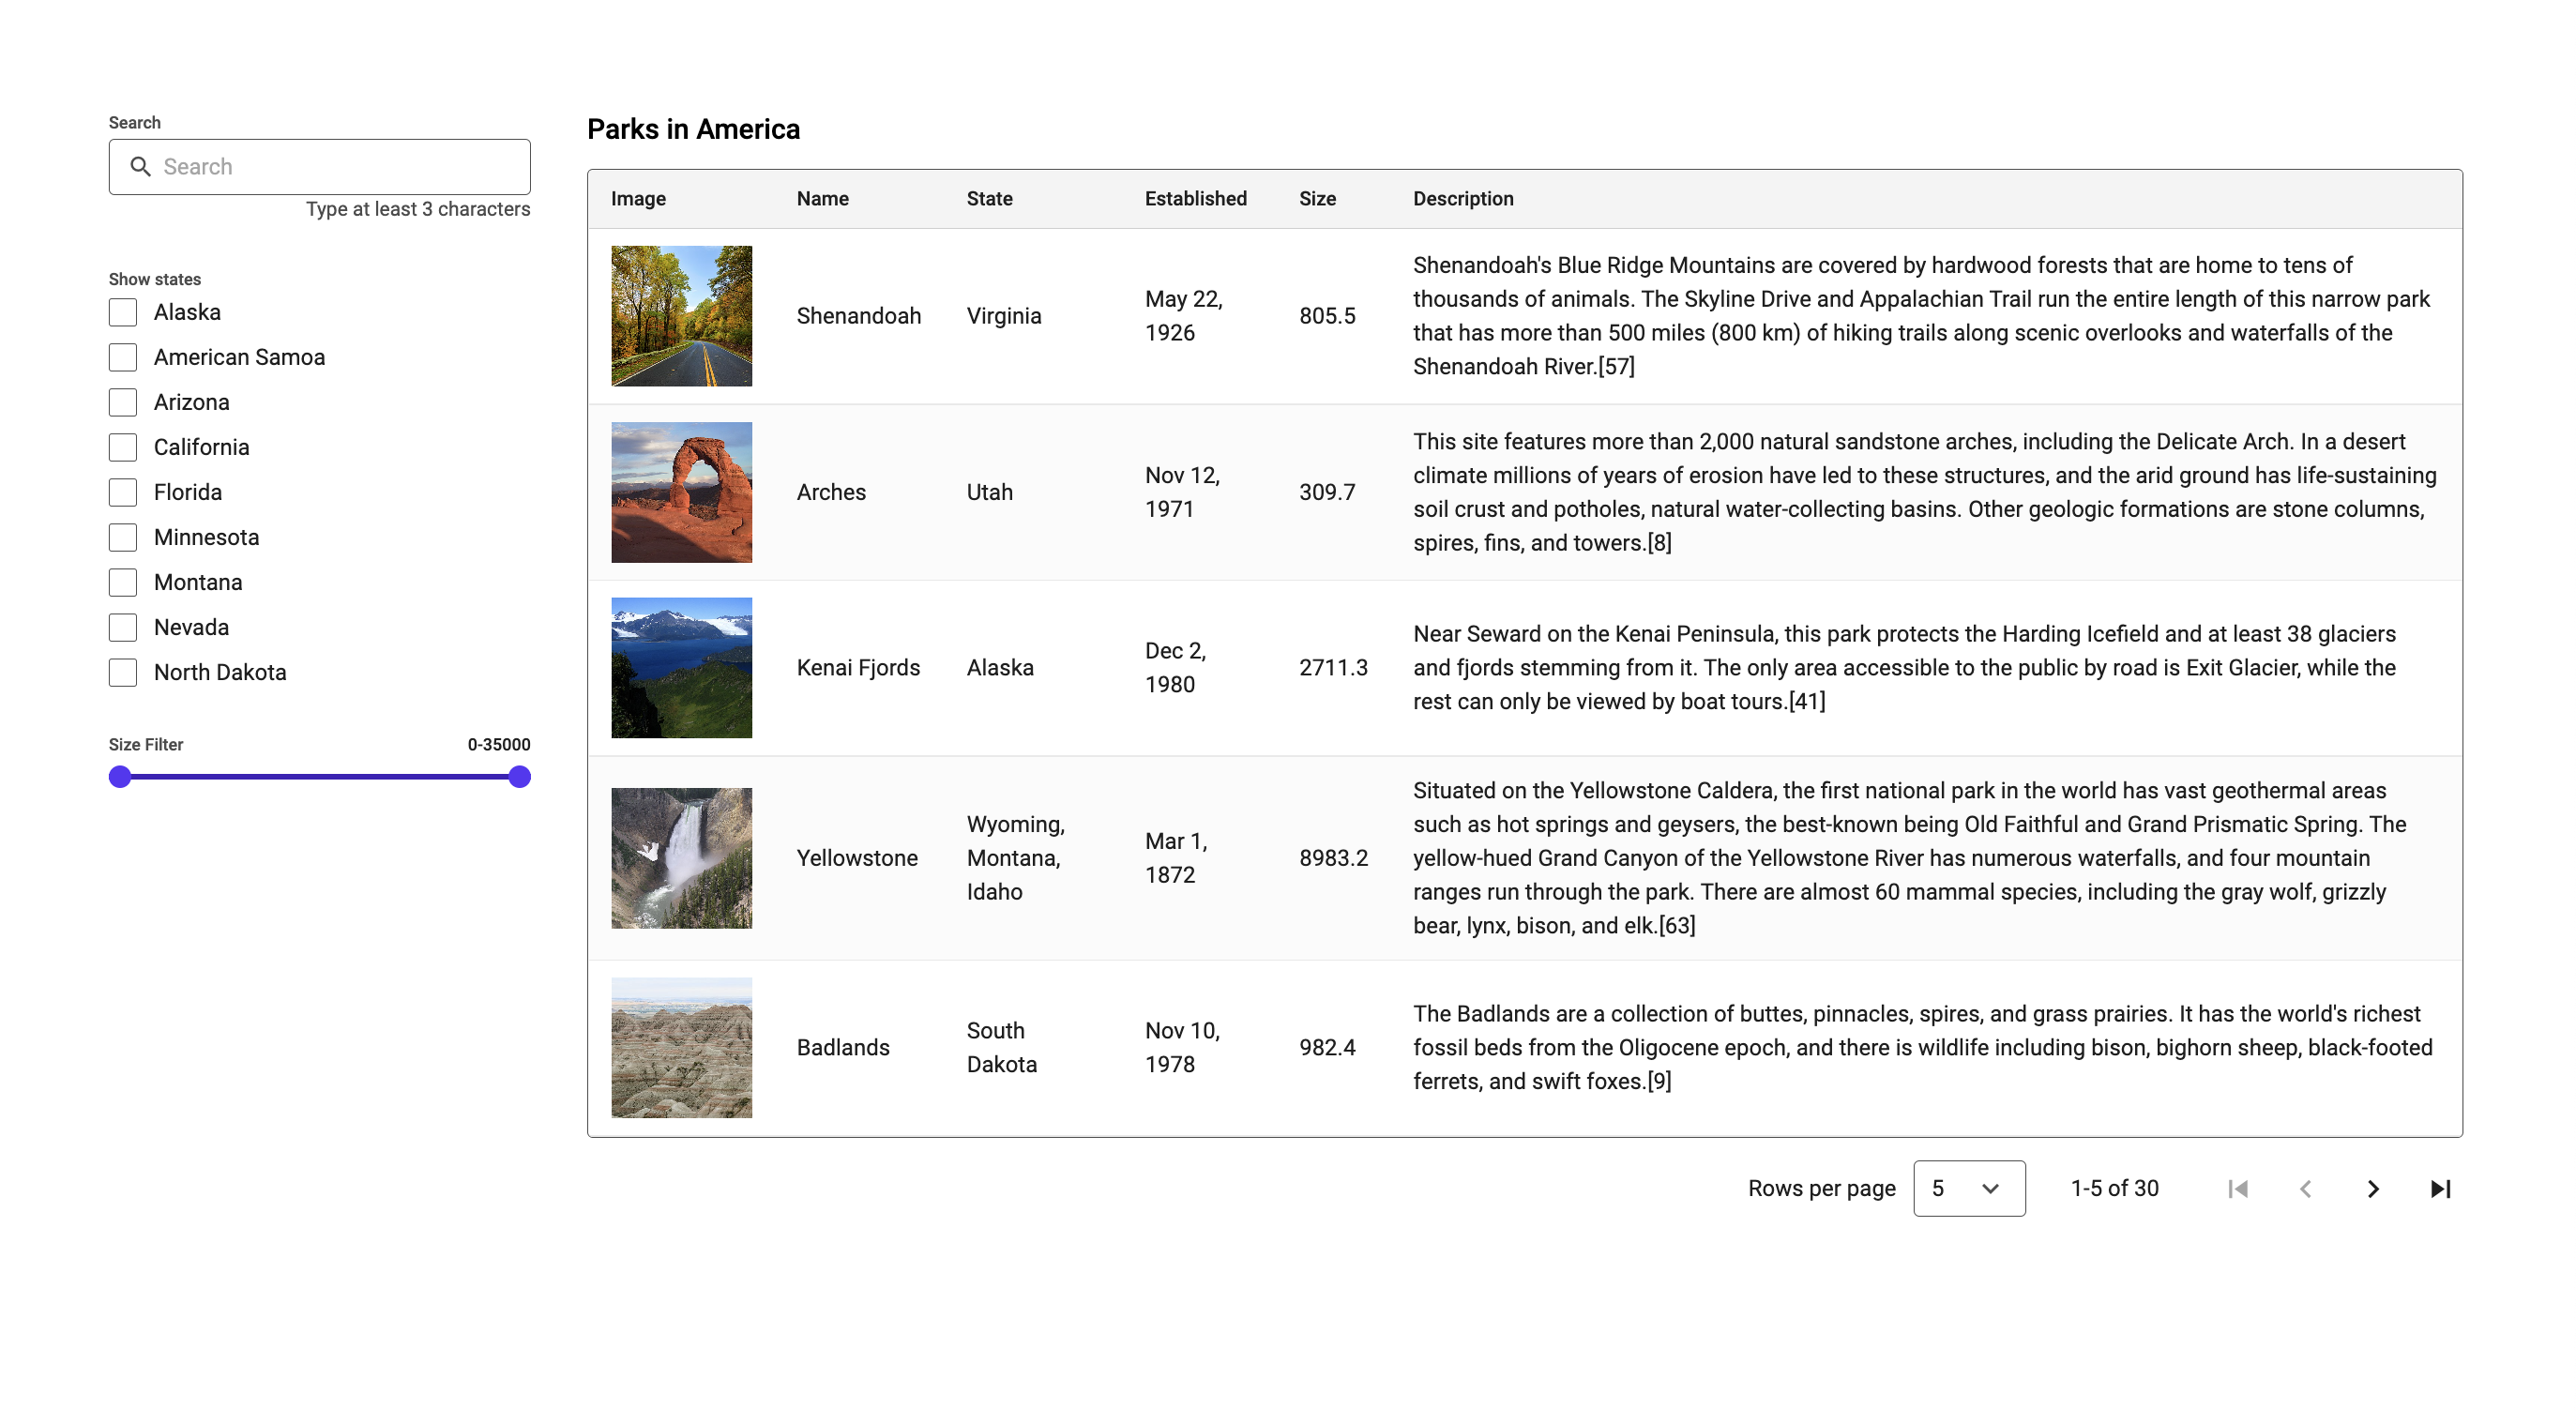 Search
Search
Type at least 3 characters
Show states
Alaska
American Samoa
Arizona
California
Florida
Minnesota
Montana
Nevada
North Dakota
Size Filter
0-35000
Parks in America
Image Name State Established Size Description
Shenandoah
Virginia
May 22,
1926
805.5
Shenandoah's Blue Ridge Mountains are covered by hardwood forests that are home to tens of
thousands of animals. The Skyline Drive and Appalachian Trail run the entire length of this narrow park
that has more than 500 miles (800 km) of hiking trails along scenic overlooks and waterfalls of the
Shenandoah River.[57]
Arches
Utah
Nov 12,
1971
309.7
This site features more than 2,000 natural sandstone arches, including the Delicate Arch. In a desert
climate millions of years of erosion have led to these structures, and the arid ground has life-sustaining
soil crust and potholes, natural water-collecting basins. Other geologic formations are stone columns,
spires, fins, and towers.[8]
Kenai Fjords
Alaska
Dec 2,
1980
2711.3
Near Seward on the Kenai Peninsula, this park protects the Harding Icefield and at least 38 glaciers
and fjords stemming from it. The only area accessible to the public by road is Exit Glacier, while the
rest can only be viewed by boat tours.[41]
Yellowstone
Wyoming,
Montana,
Idaho
Mar 1,
1872
8983.2
Situated on the Yellowstone Caldera, the first national park in the world has vast geothermal areas
such as hot springs and geysers, the best-known being Old Faithful and Grand Prismatic Spring. The
yellow-hued Grand Canyon of the Yellowstone River has numerous waterfalls, and four mountain
ranges run through the park. There are almost 60 mammal species, including the gray wolf, grizzly
bear, lynx, bison, and elk.[63]
Badlands
South
Dakota
Nov 10,
1978
982.4
The Badlands are a collection of buttes, pinnacles, spires, and grass prairies. It has the world's richest
fossil beds from the Oligocene epoch, and there is wildlife including bison, bighorn sheep, black-footed
ferrets, and swift foxes.[9]
Rows per page 5 1-5 of 30